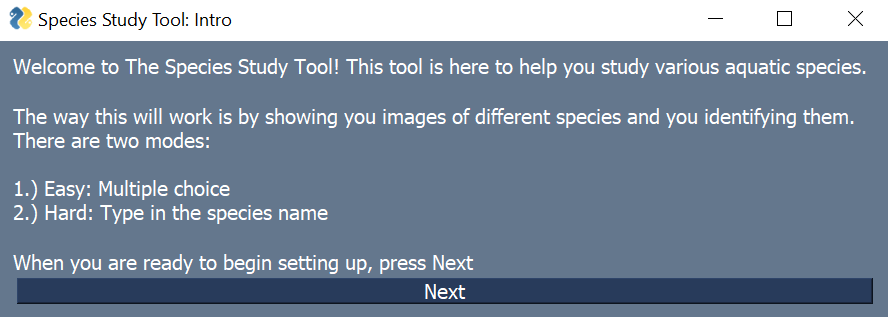 Species Study Tool: Intro
Welcome to The Species Study Tool! This tool is here to help you study various aquatic species.
The way this will work is by showing you images of different species and you identifying them.
There are two modes:
1.) Easy: Multiple choice
2.) Hard: Type in the species name
When you are ready to begin setting up, press Next
Next